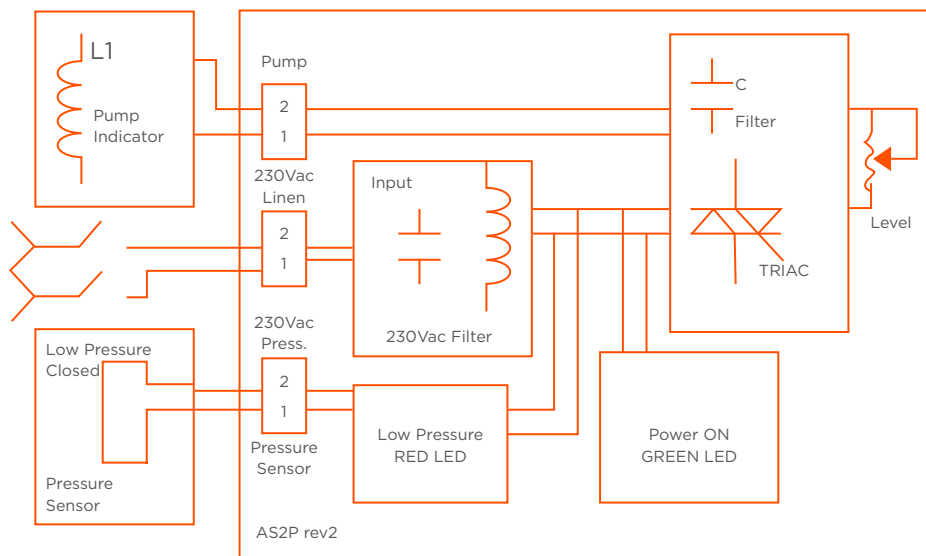 L1
Pump
Indicator
Pump
2
1
C
Filter
TRIAC
Level
230Vac
Linen
2
1
Input
230Vac Filter
Low Pressure
Closed
Pressure
Sensor
230Vac
Press.
2
1
Pressure
Sensor
Low Pressure
RED LED
Power ON
GREEN LED
AS2P rev2